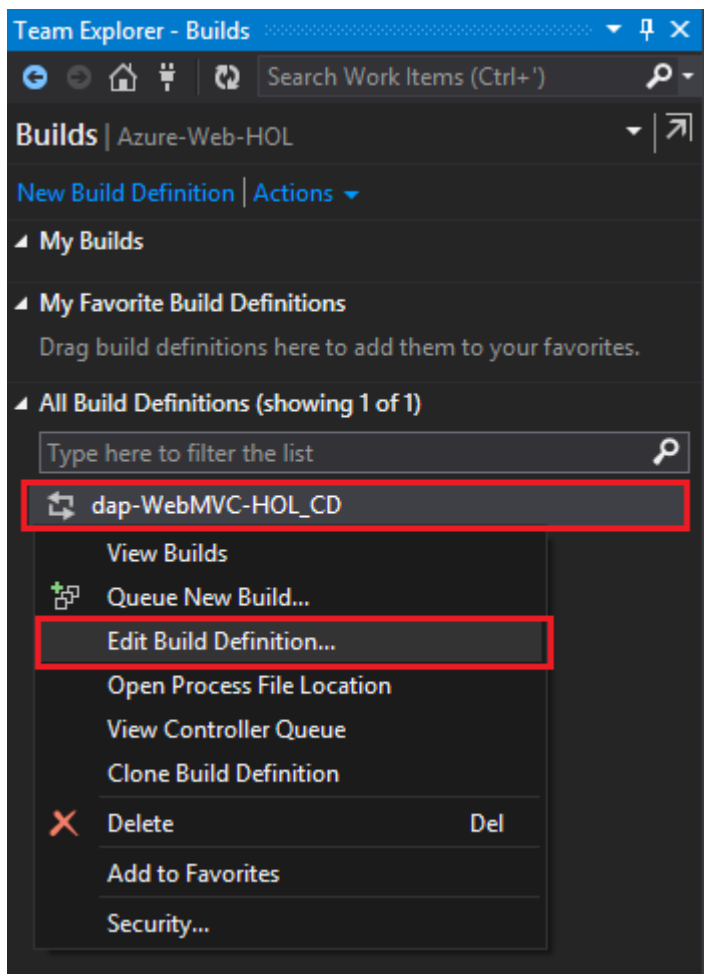 Team Explorer - Builds
Search Work Items (Ctrl+')
Builds | Azure-Web-HOL
New Build Definition | Actions
My Builds
My Favorite Build Definitions
Drag build definitions here to add them to your favorites.
All Build Definitions (showing 1 of 1)
Type here to filter the list
dap-WebMVC-HOL_CD
View Builds
Queue New Build...
Edit Build Definition...
Open Process File Location
View Controller Queue
Clone Build Definition
Delete Del
Add to Favorites
Security...